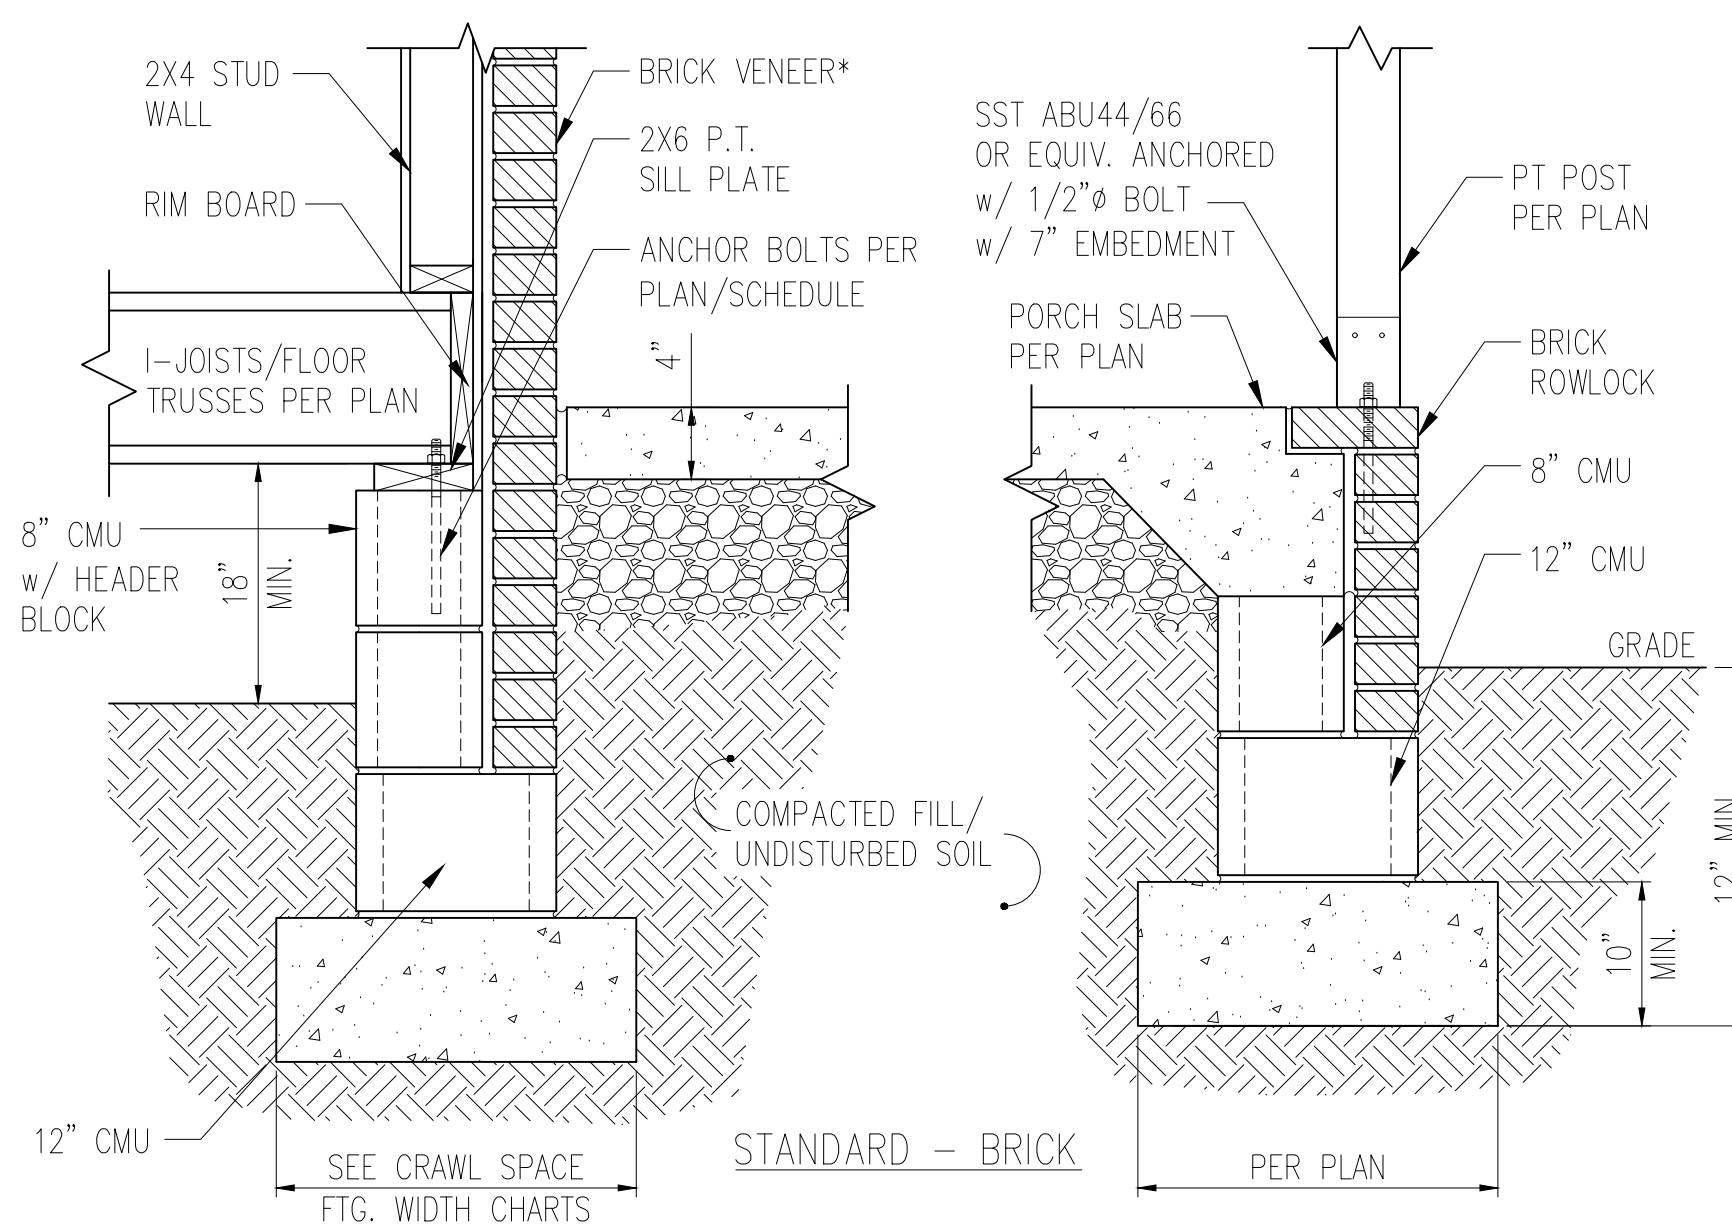 2X4 STUD
WALL
RIM BOARD
I-JOISTS/FLOOR
TRUSSES PER PLAN
8" CMU
w/ HEADER
BLOCK
18"
MIN.
12" CMU
SEE CRAWL SPACE
FTG. WIDTH CHARTS
BRICK VENEER*
2X6 P.T.
SILL PLATE
ANCHOR BOLTS PER
PLAN/SCHEDULE
4"
COMPACTED FILL/
UNDISTURBED SOIL
STANDARD - BRICK
SST ABU44/66
OR EQUIV. ANCHORED
w/ 1/2"ø BOLT
w/ 7" EMBEDMENT
PORCH SLAB
PER PLAN
PT POST
PER PLAN
BRICK
ROWLOCK
8" CMU
12" CMU
GRADE
10"
MIN.
12" MIN
PER PLAN